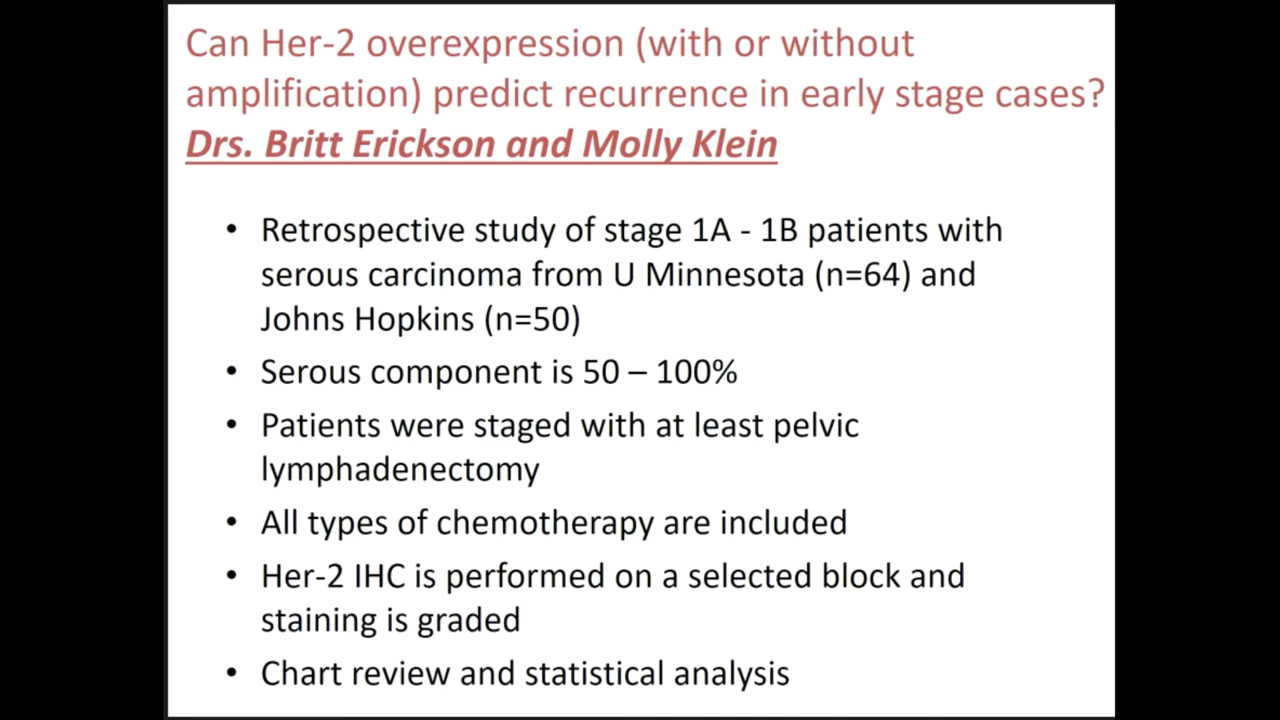 Can Her-2 overexpression (with or without
amplification) predict recurrence in early stage cases?
Drs. Britt Erickson and Molly Klein
• Retrospective study of stage 1A - 1B patients with
serous carcinoma from U Minnesota (n=64) and
Johns Hopkins (n=50)
• Serous component is 50 – 100%
• Patients were staged with at least pelvic
lymphadenectomy
• All types of chemotherapy are included
• Her-2 IHC is performed on a selected block and
staining is graded
• Chart review and statistical analysis